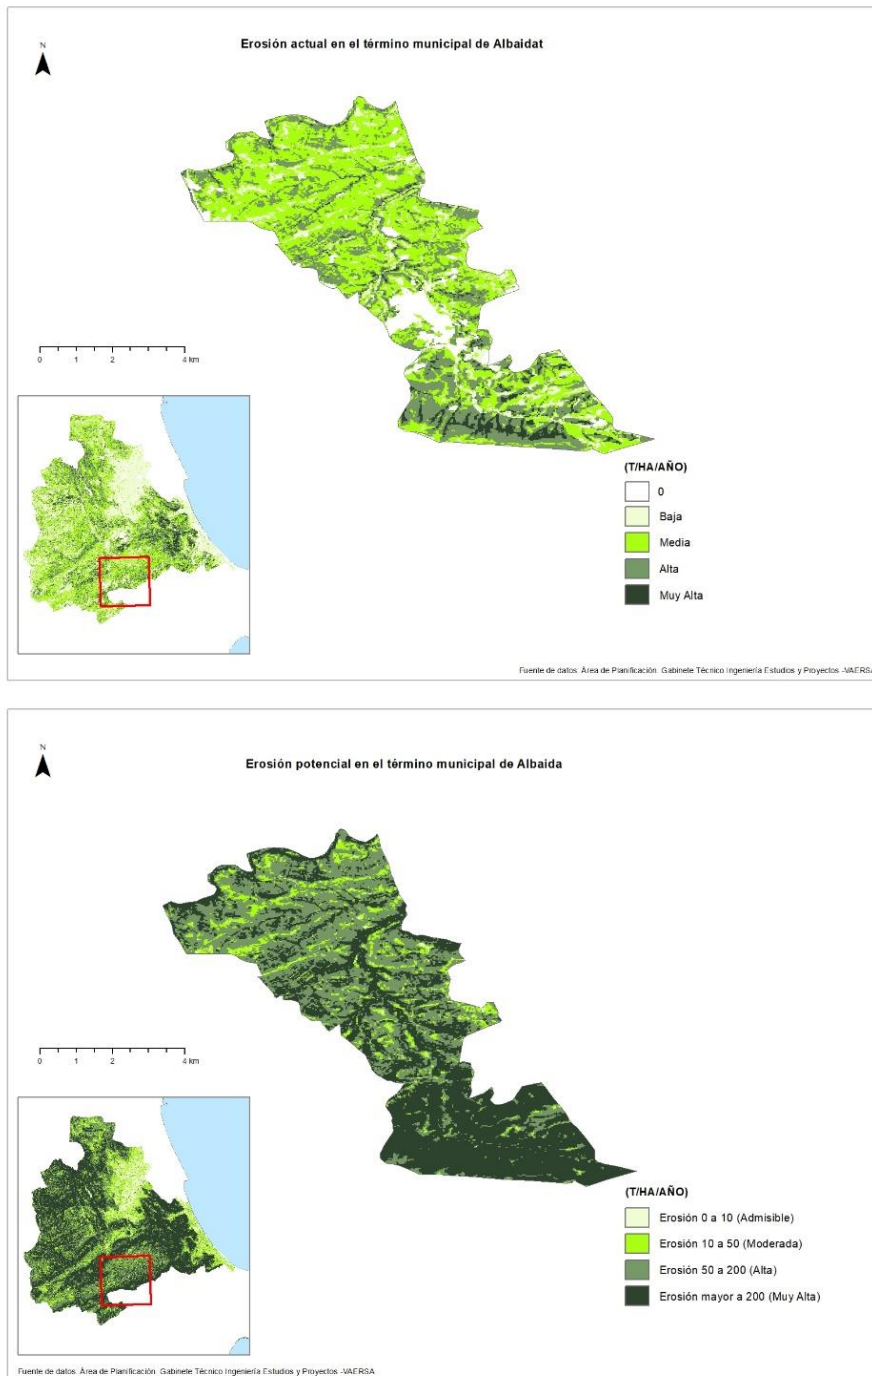 Erosión actual en el término municipal de Albaidat
N
0 1 2 4 km
(T/HA/AÑO)
0
Baja
Media
Alta
Muy Alta
Fuente de datos: Área de Planificación. Gabinete Técnico Ingeniería Estudios y Proyectos -VAERSA
N
Erosión potencial en el término municipal de Albaida
0 1 2 4 km
(T/HA/AÑO)
Erosión 0 a 10 (Admisible)
Erosión 10 a 50 (Moderada)
Erosión 50 a 200 (Alta)
Erosión mayor a 200 (Muy Alta)
Fuente de datos: Área de Planificación. Gabinete Técnico Ingeniería Estudios y Proyectos -VAERSA